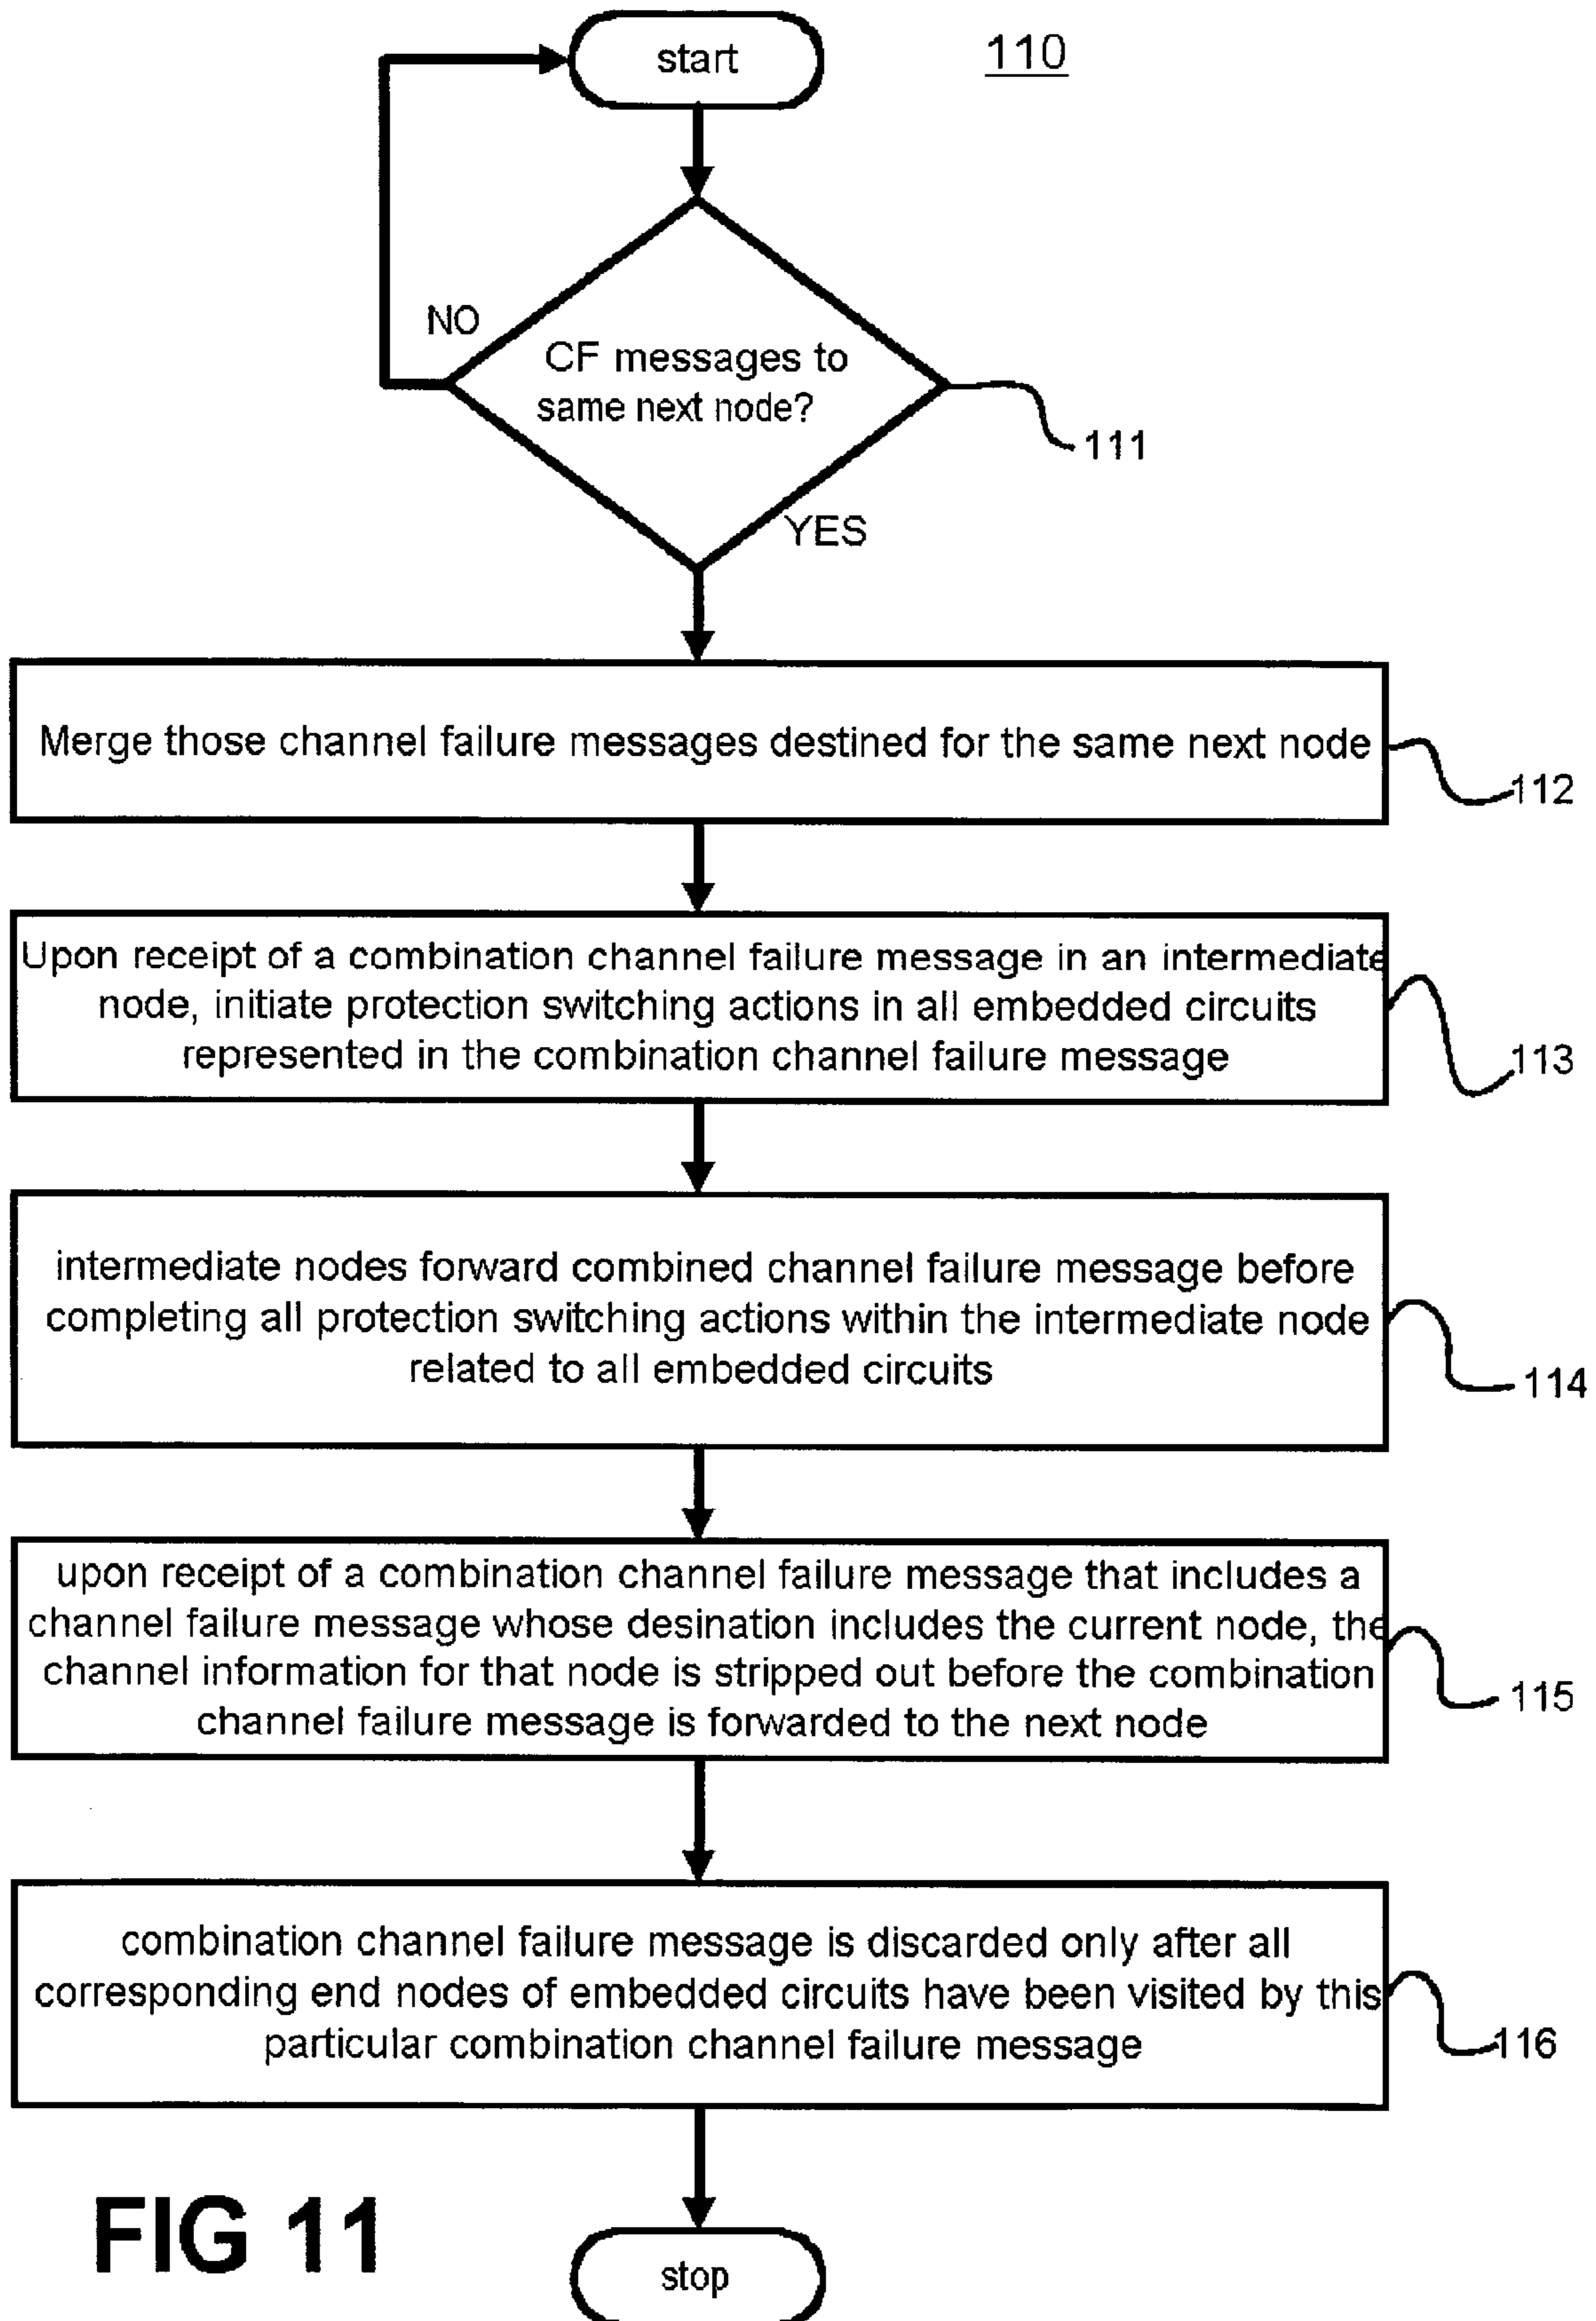 start
110
NO
CF messages to
same next node?
111
YES
Merge those channel failure messages destined for the same next node
112
Upon receipt of a combination channel failure message in an intermediate
node, initiate protection switching actions in all embedded circuits
represented in the combination channel failure message
113
intermediate nodes forward combined channel failure message before
completing all protection switching actions within the intermediate node
related to all embedded circuits
114
upon receipt of a combination channel failure message that includes a
channel failure message whose desination includes the current node, the
channel information for that node is stripped out before the combination
channel failure message is forwarded to the next node
115
combination channel failure message is discarded only after all
corresponding end nodes of embedded circuits have been visited by this
particular combination channel failure message
116
FIG 11
stop